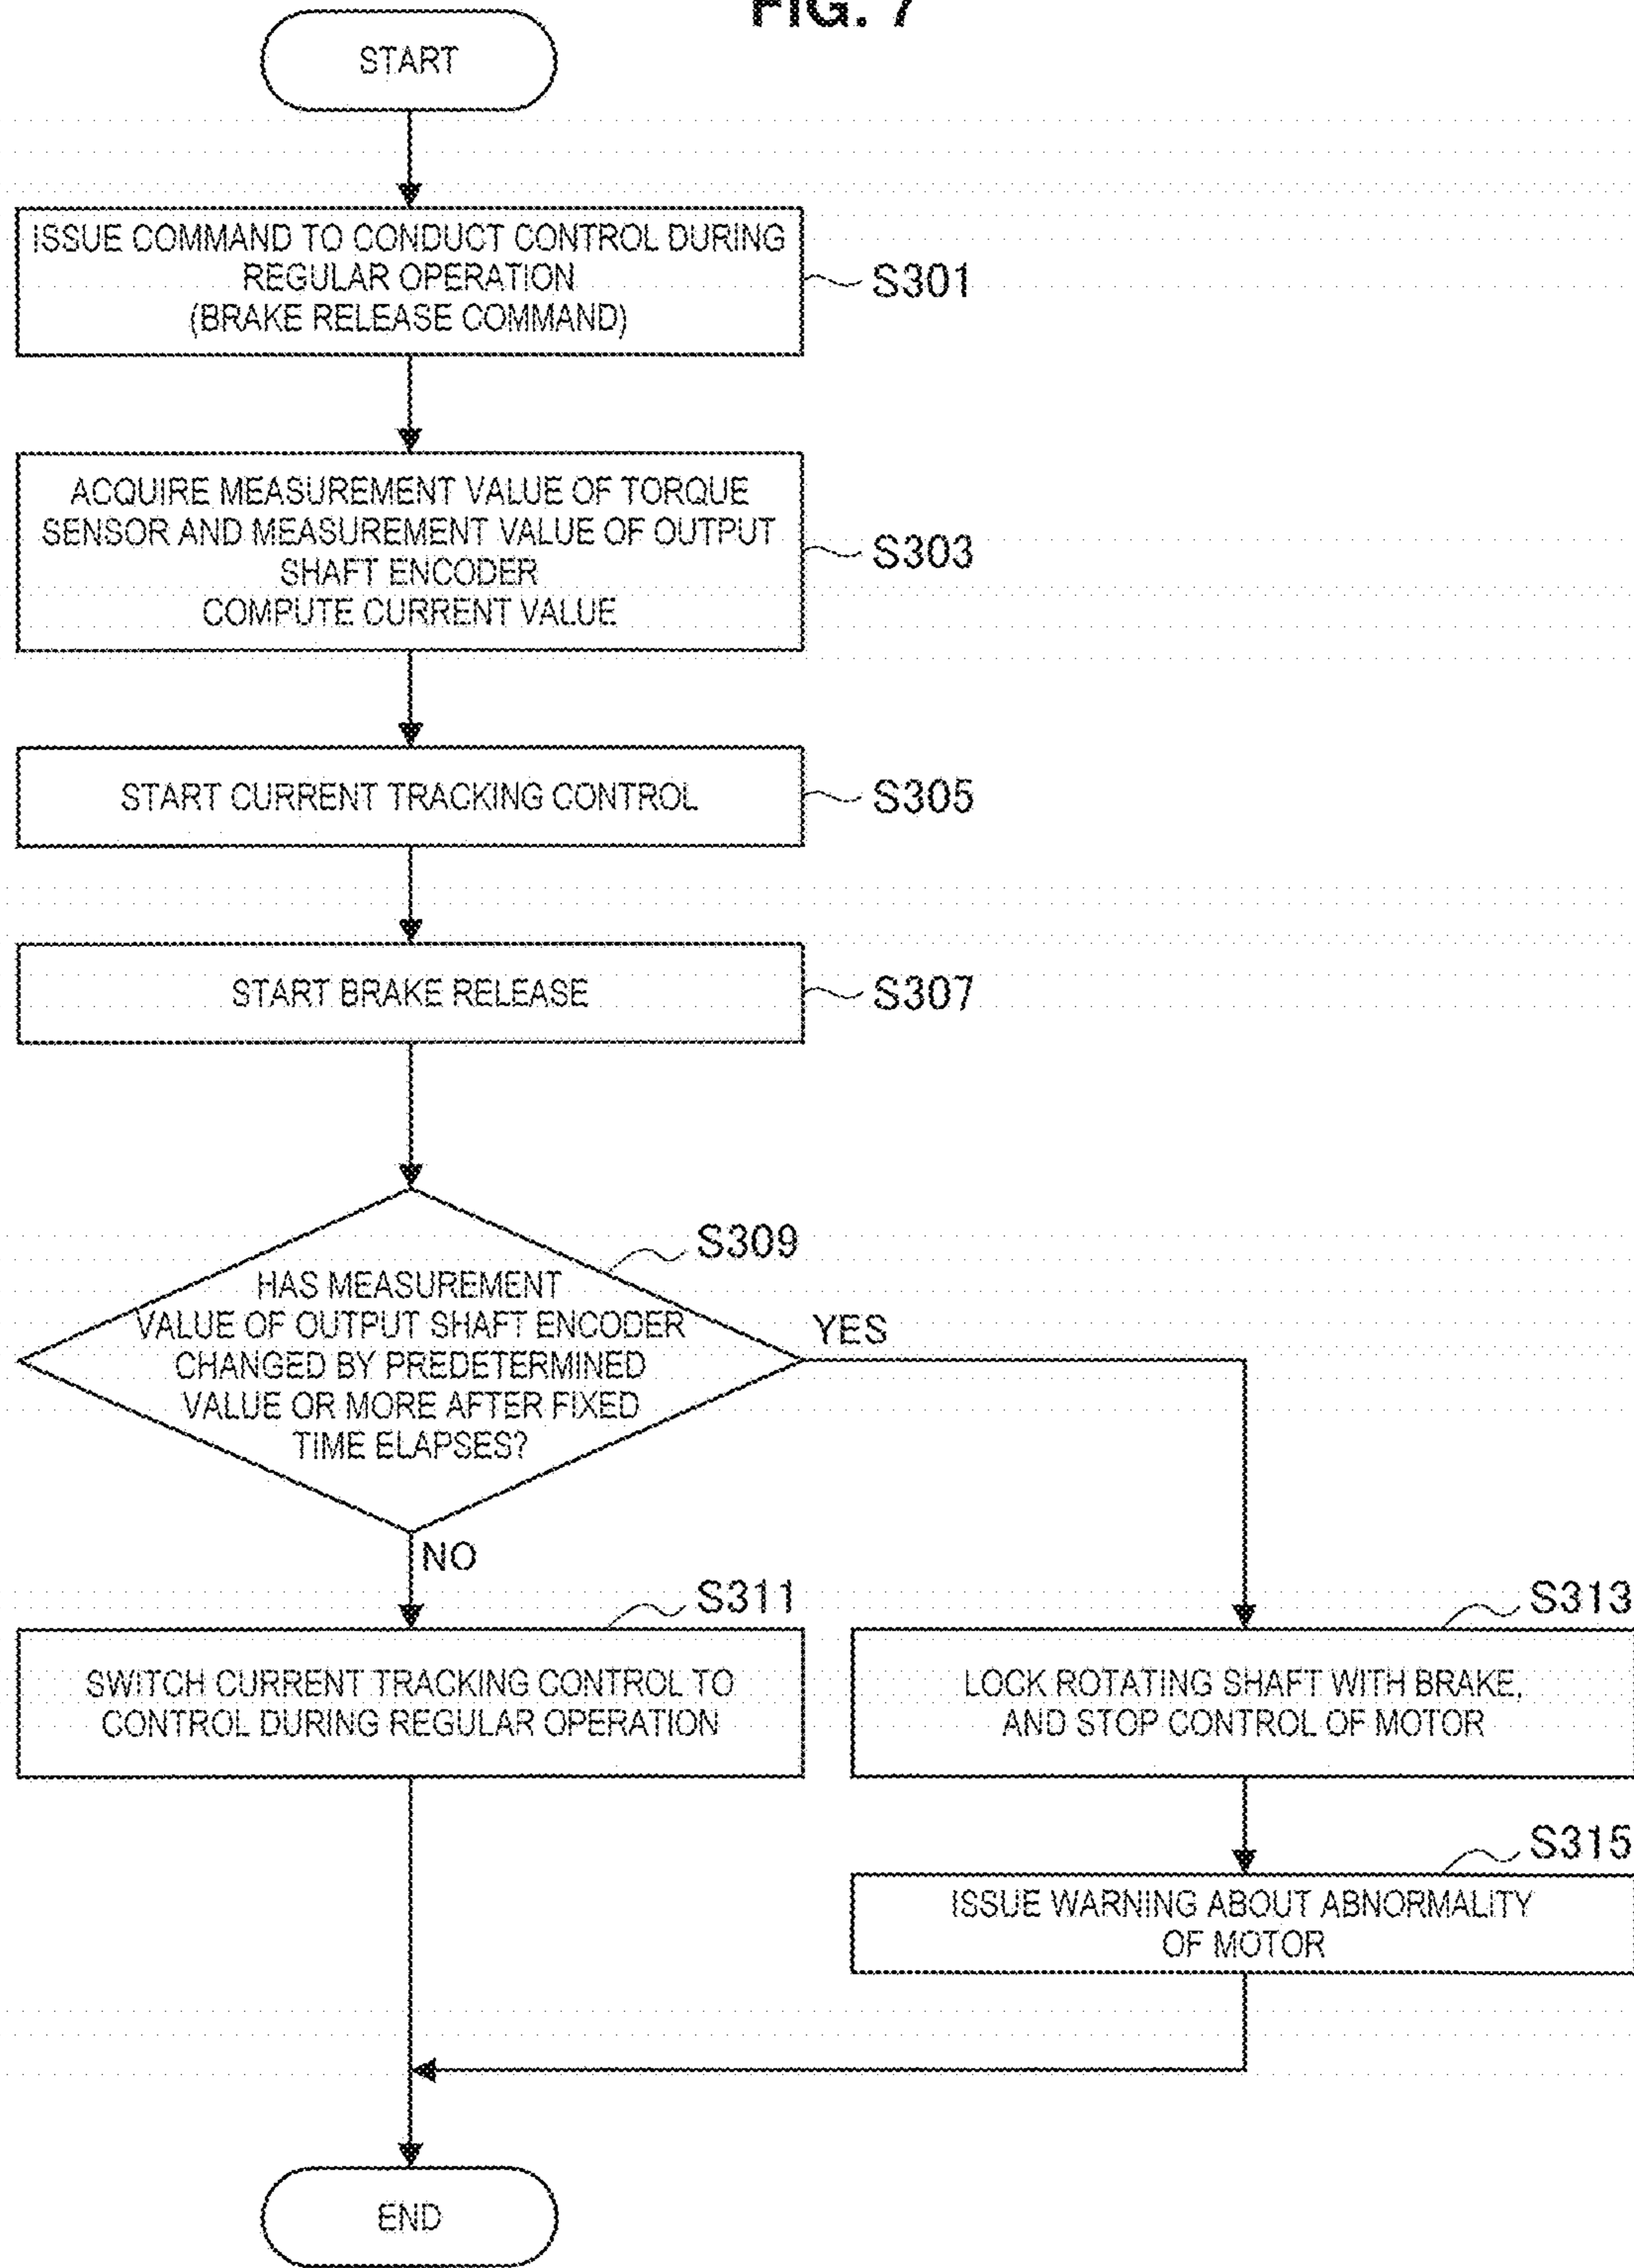 FIG. 7
START
ISSUE COMMAND TO CONDUCT CONTROL DURING
REGULAR OPERATION
(BRAKE RELEASE COMMAND)
S301
ACQUIRE MEASUREMENT VALUE OF TORQUE
SENSOR AND MEASUREMENT VALUE OF OUTPUT
SHAFT ENCODER
COMPUTE CURRENT VALUE
S303
START CURRENT TRACKING CONTROL
S305
START BRAKE RELEASE
S307
S309
HAS MEASUREMENT
VALUE OF OUTPUT SHAFT ENCODER
CHANGED BY PREDETERMINED
VALUE OR MORE AFTER FIXED
TIME ELAPSES?
YES
NO
S311
SWITCH CURRENT TRACKING CONTROL TO
CONTROL DURING REGULAR OPERATION
S313
LOCK ROTATING SHAFT WITH BRAKE,
AND STOP CONTROL OF MOTOR
S315
ISSUE WARNING ABOUT ABNORMALITY
OF MOTOR
END